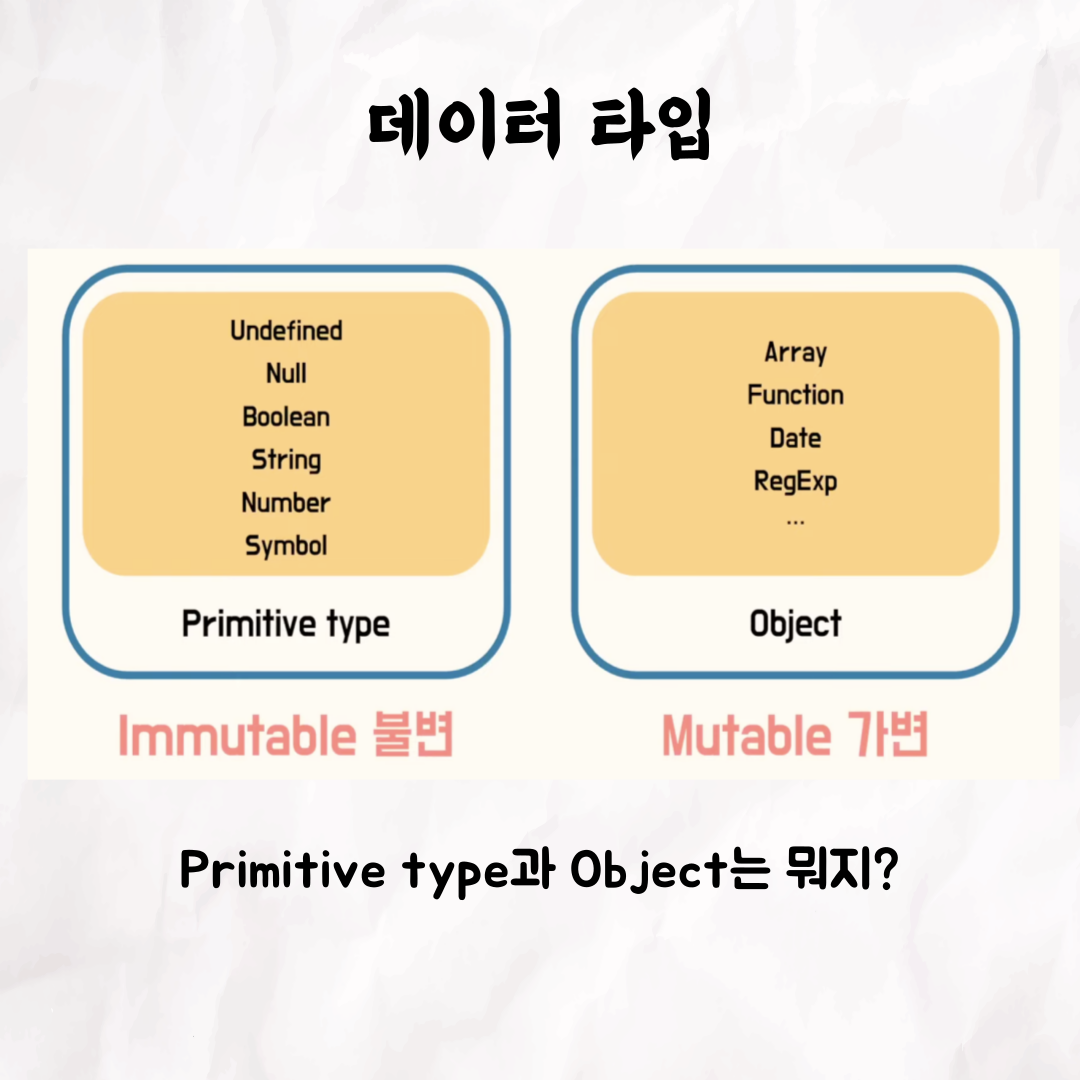 데이터 타입
Undefined
Null
Boolean
String
Number
Symbol
Primitive type
Immutable 불변
Array
Function
Date
RegExp
...
Object
Mutable 가변
Primitive type과 Object는 뭐지?